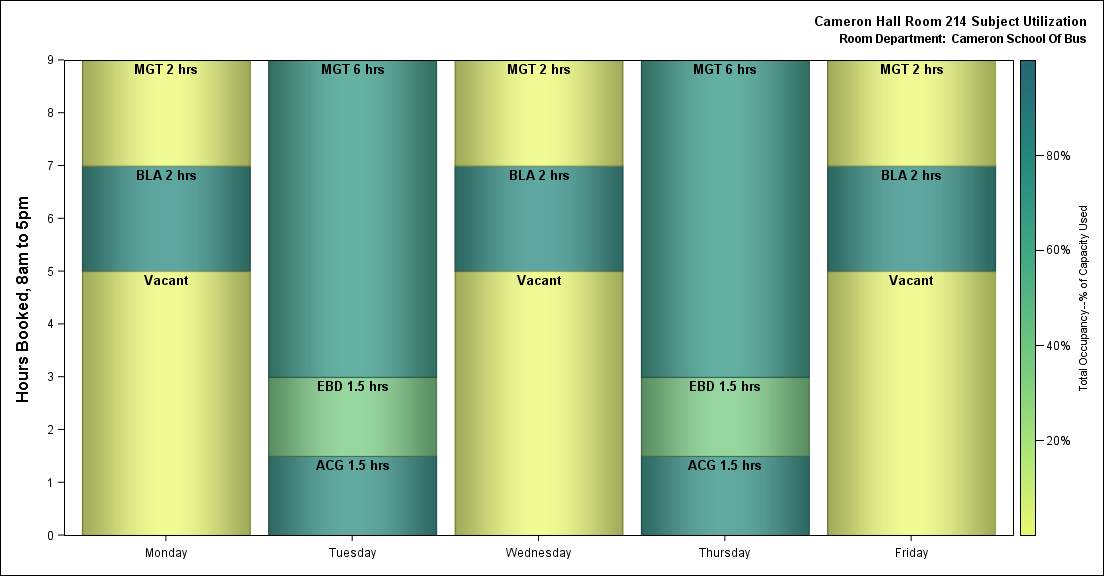 Cameron Hall Room 214 Subject Utilization
Room Department: Cameron School Of Bus
Hours Booked, 8am to 5pm
9
8
7
6
5
4
3
2
1
0
MGT 2 hrs
BLA 2 hrs
Vacant
MGT 6 hrs
EBD 1.5 hrs
ACG 1.5 hrs
MGT 2 hrs
BLA 2 hrs
Vacant
MGT 6 hrs
EBD 1.5 hrs
ACG 1.5 hrs
MGT 2 hrs
BLA 2 hrs
Vacant
Monday
Tuesday
Wednesday
Thursday
Friday
80%
60%
40%
20%
Total Occupancy--% of Capacity Used